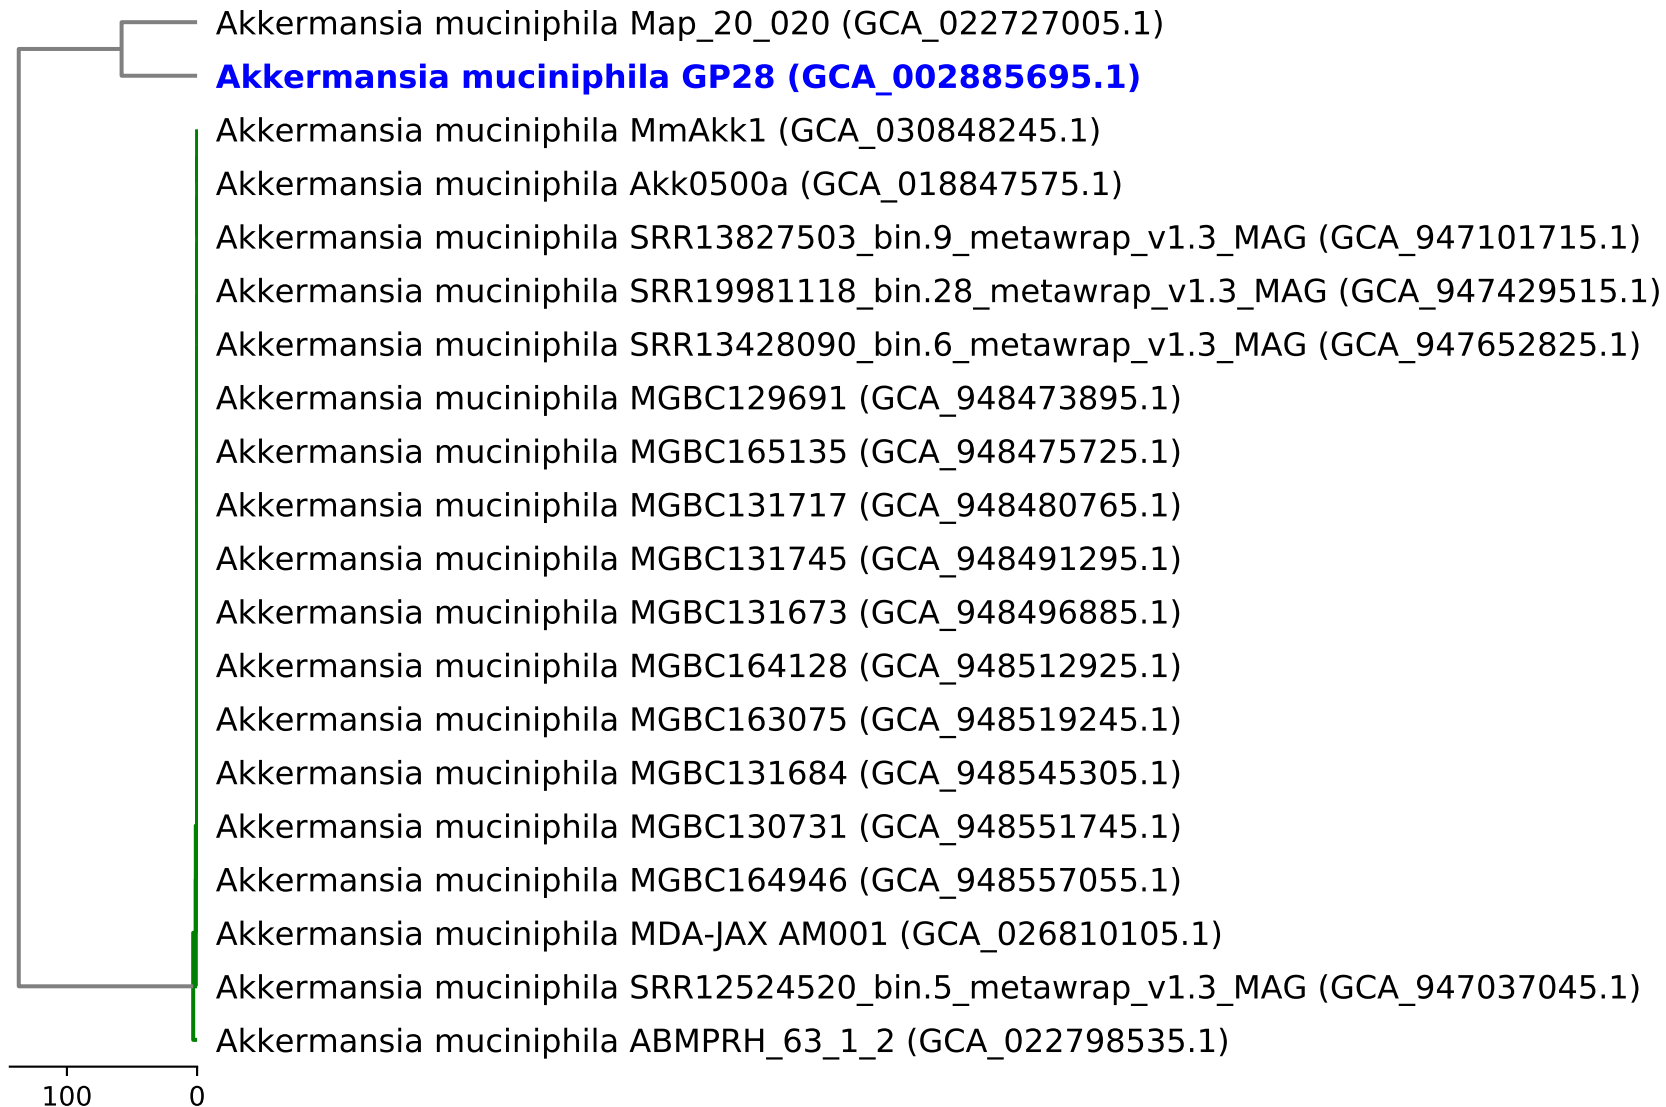 Akkermansia muciniphila Map_20_020 (GCA_022727005.1)
Akkermansia muciniphila GP28 (GCA_002885695.1)
Akkermansia muciniphila MmAkk1 (GCA_030848245.1)
Akkermansia muciniphila Akk0500a (GCA_018847575.1)
Akkermansia muciniphila SRR13827503_bin.9_metawrap_v1.3_MAG (GCA_947101715.1)
Akkermansia muciniphila SRR19981118_bin.28_metawrap_v1.3_MAG (GCA_947429515.1)
Akkermansia muciniphila SRR13428090_bin.6_metawrap_v1.3_MAG (GCA_947652825.1)
Akkermansia muciniphila MGBC129691 (GCA_948473895.1)
Akkermansia muciniphila MGBC165135 (GCA_948475725.1)
Akkermansia muciniphila MGBC131717 (GCA_948480765.1)
Akkermansia muciniphila MGBC131745 (GCA_948491295.1)
Akkermansia muciniphila MGBC131673 (GCA_948496885.1)
Akkermansia muciniphila MGBC164128 (GCA_948512925.1)
Akkermansia muciniphila MGBC163075 (GCA_948519245.1)
Akkermansia muciniphila MGBC131684 (GCA_948545305.1)
Akkermansia muciniphila MGBC130731 (GCA_948551745.1)
Akkermansia muciniphila MGBC164946 (GCA_948557055.1)
Akkermansia muciniphila MDA-JAX AM001 (GCA_026810105.1)
Akkermansia muciniphila SRR12524520_bin.5_metawrap_v1.3_MAG (GCA_947037045.1)
Akkermansia muciniphila ABMPRH_63_1_2 (GCA_022798535.1)
100 0